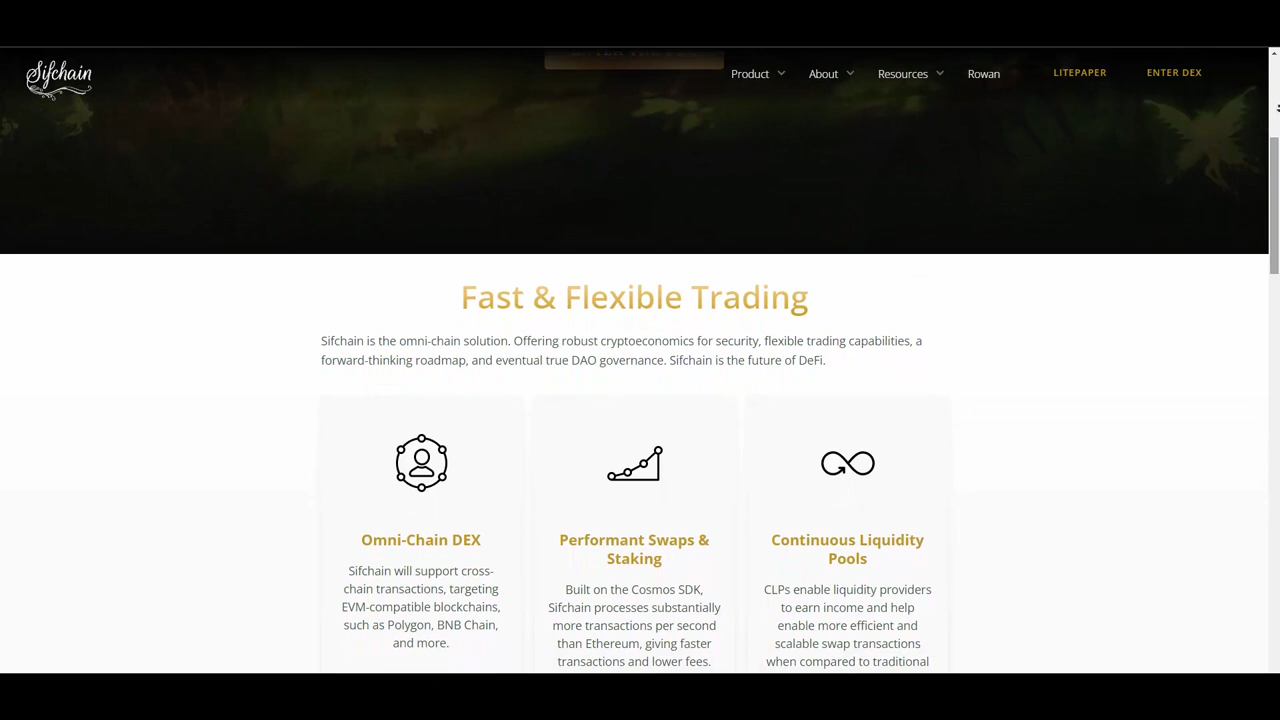 Sifchain
Product
About
Resources
Rowan
LITEPAPER
ENTER DEX
Fast & Flexible Trading
Sifchain is the omni-chain solution. Offering robust cryptoeconomics for security, flexible trading capabilities, a
forward-thinking roadmap, and eventual true DAO governance. Sifchain is the future of DeFi.
Omni-Chain DEX
Sifchain will support cross-
chain transactions, targeting
EVM-compatible blockchains,
such as Polygon, BNB Chain,
and more.
Performant Swaps &
Staking
Built on the Cosmos SDK,
Sifchain processes substantially
more transactions per second
than Ethereum, giving faster
transactions and lower fees.
Continuous Liquidity
Pools
CLPs enable liquidity providers
to earn income and help
enable more efficient and
scalable swap transactions
when compared to traditional